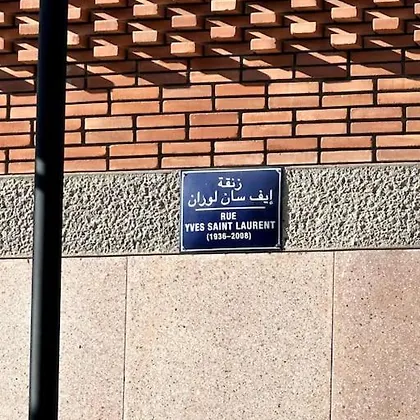 زنقة
إيف سان لوران
RUE
YVES SAINT LAURENT
(1936-2008)